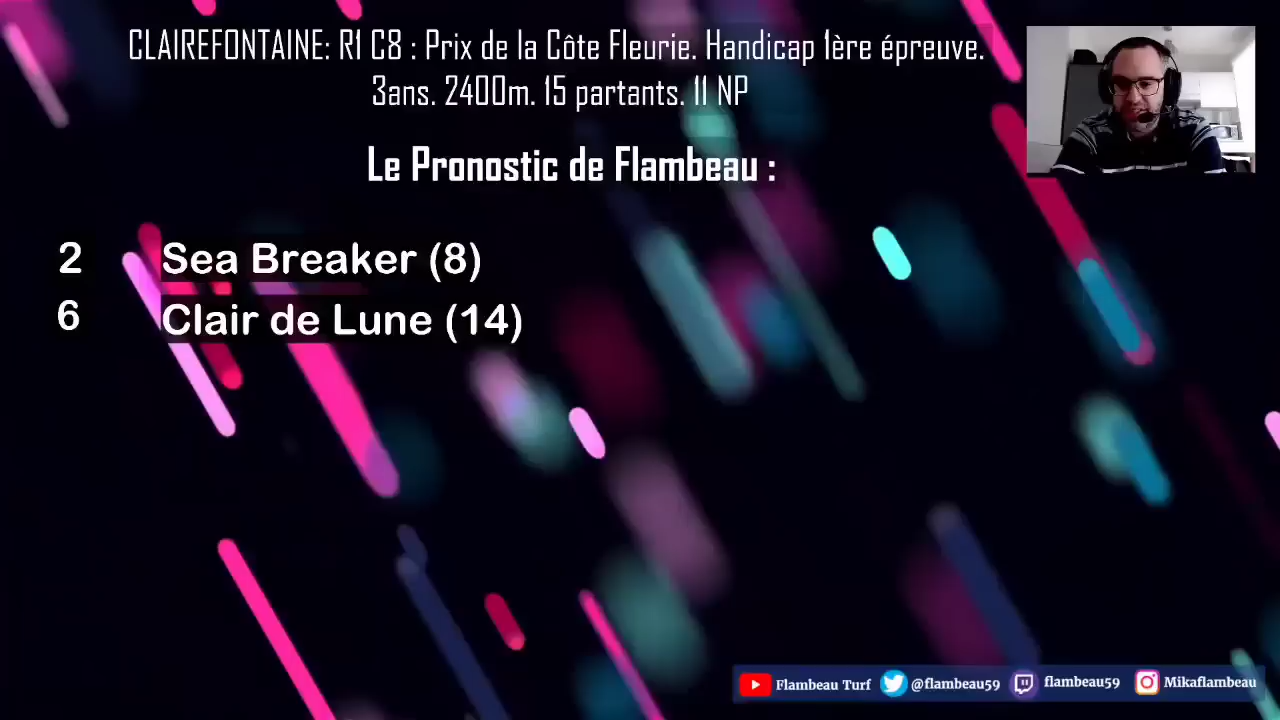 CLAIREFONTAINE: R1 C8 : Prix de la Côte Fleurie. Handicap 1ère épreuve.
3ans. 2400m. 15 partants. 11 NP
Le Pronostic de Flambeau :
2 Sea Breaker (8)
6 Clair de Lune (14)
Flambeau Turf @flambeau59 flambeau59 Mikaflambeau